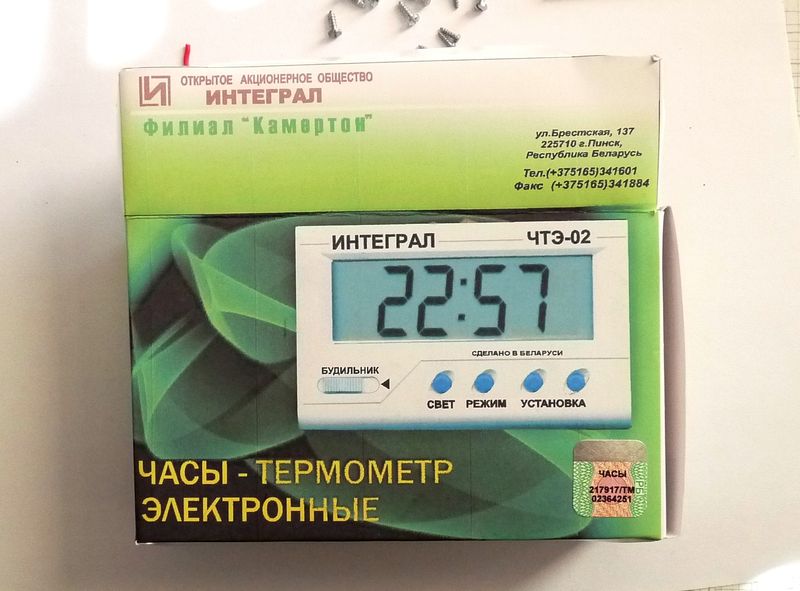 ОТКРЫТОЕ АКЦИОНЕРНОЕ ОБЩЕСТВО
ИНТЕГРАЛ
Филиал "Камертон"
ул.Брестская, 137
225710 г.Пинск,
Республика Беларусь
Тел.(+375165)341601
Факс (+375165)341884
ИНТЕГРАЛ ЧТЭ-02
22:57
СДЕЛАНО В БЕЛАРУСИ
БУДИЛЬНИК
СВЕТ РЕЖИМ УСТАНОВКА
ЧАСЫ - ТЕРМОМЕТР
ЭЛЕКТРОННЫЕ
ЧАСЫ
217917/ТМ
02364251